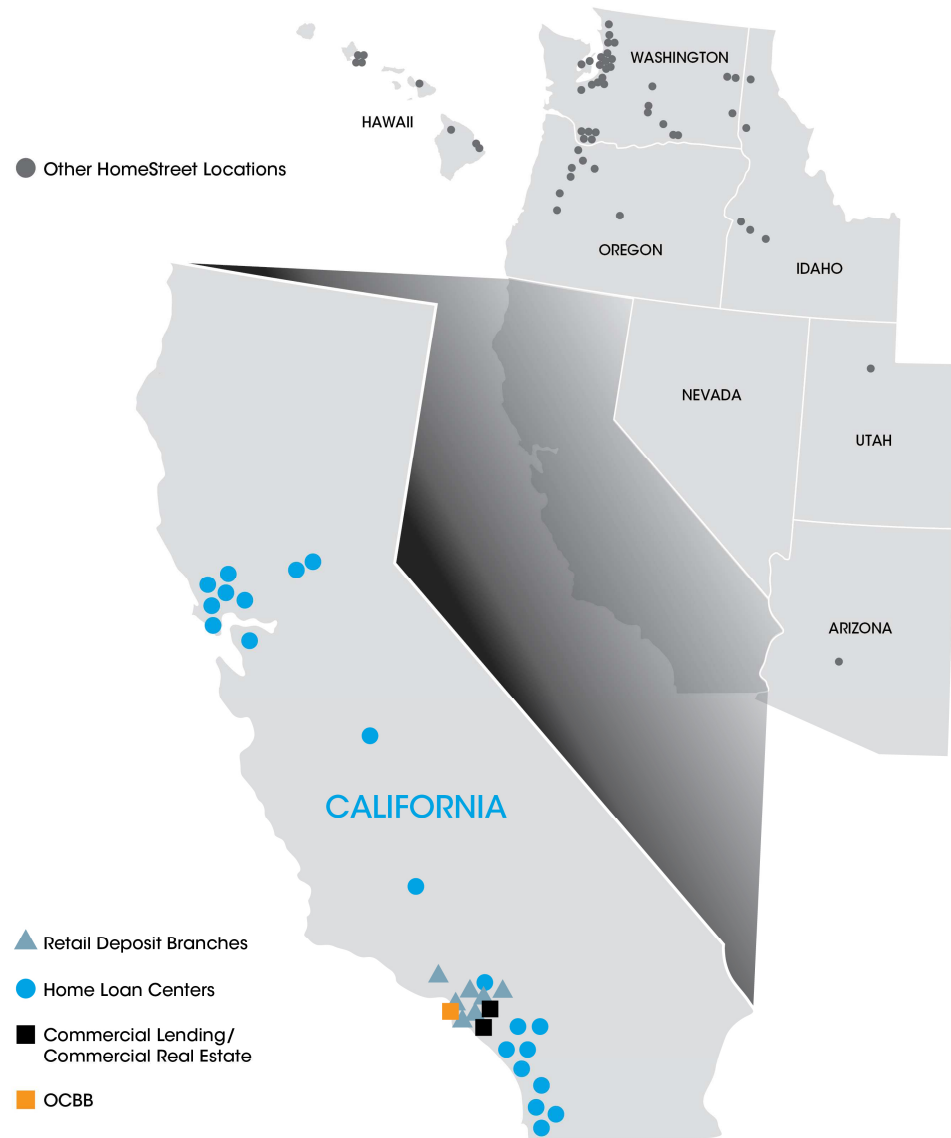 WASHINGTON
HAWAII
Other HomeStreet Locations
OREGON
IDAHO
NEVADA
UTAH
ARIZONA
CALIFORNIA
Retail Deposit Branches
Home Loan Centers
Commercial Lending/
Commercial Real Estate
OCBB